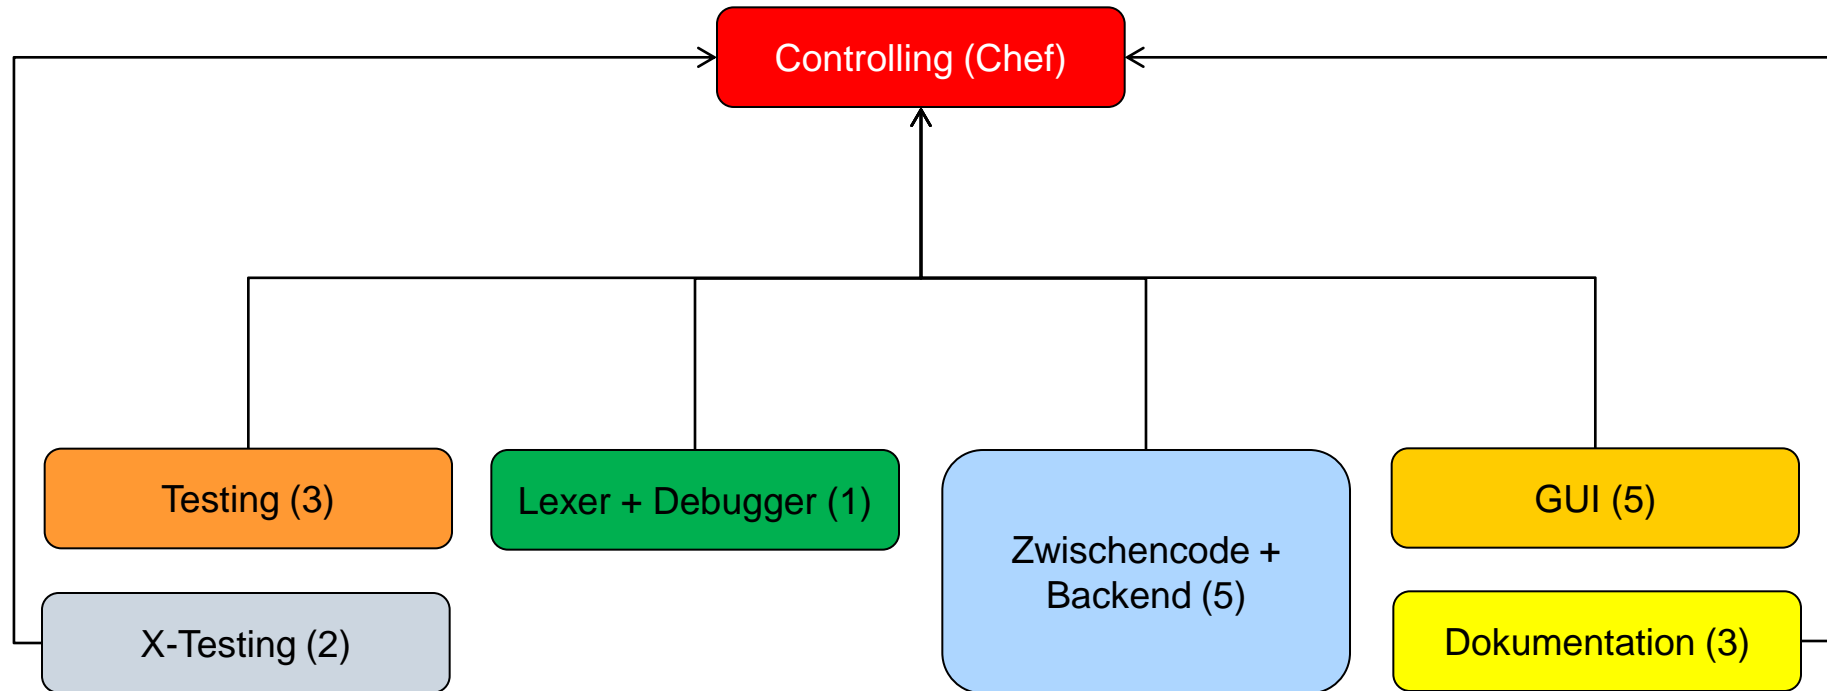 Controlling (Chef)
Testing (3)
Lexer + Debugger (1)
Zwischencode +
Backend (5)
GUI (5)
X-Testing (2)
Dokumentation (3)